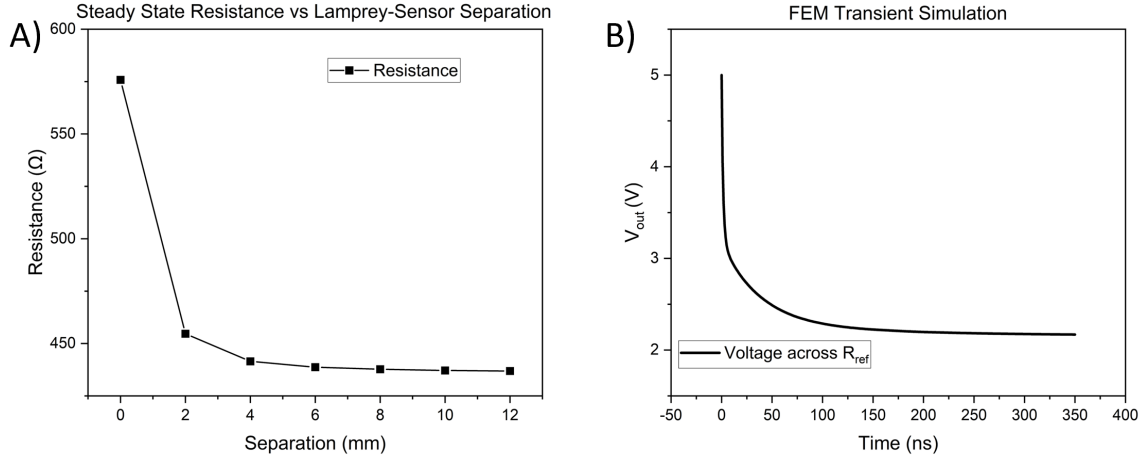 A)
Steady State Resistance vs Lamprey-Sensor Separation
600
550
500
450
Resistance (Ω)
Resistance
0 2 4 6 8 10 12
Separation (mm)
B)
FEM Transient Simulation
5
4
3
2
V_out (V)
Voltage across R_ref
-50 0 50 100 150 200 250 300 350 400
Time (ns)